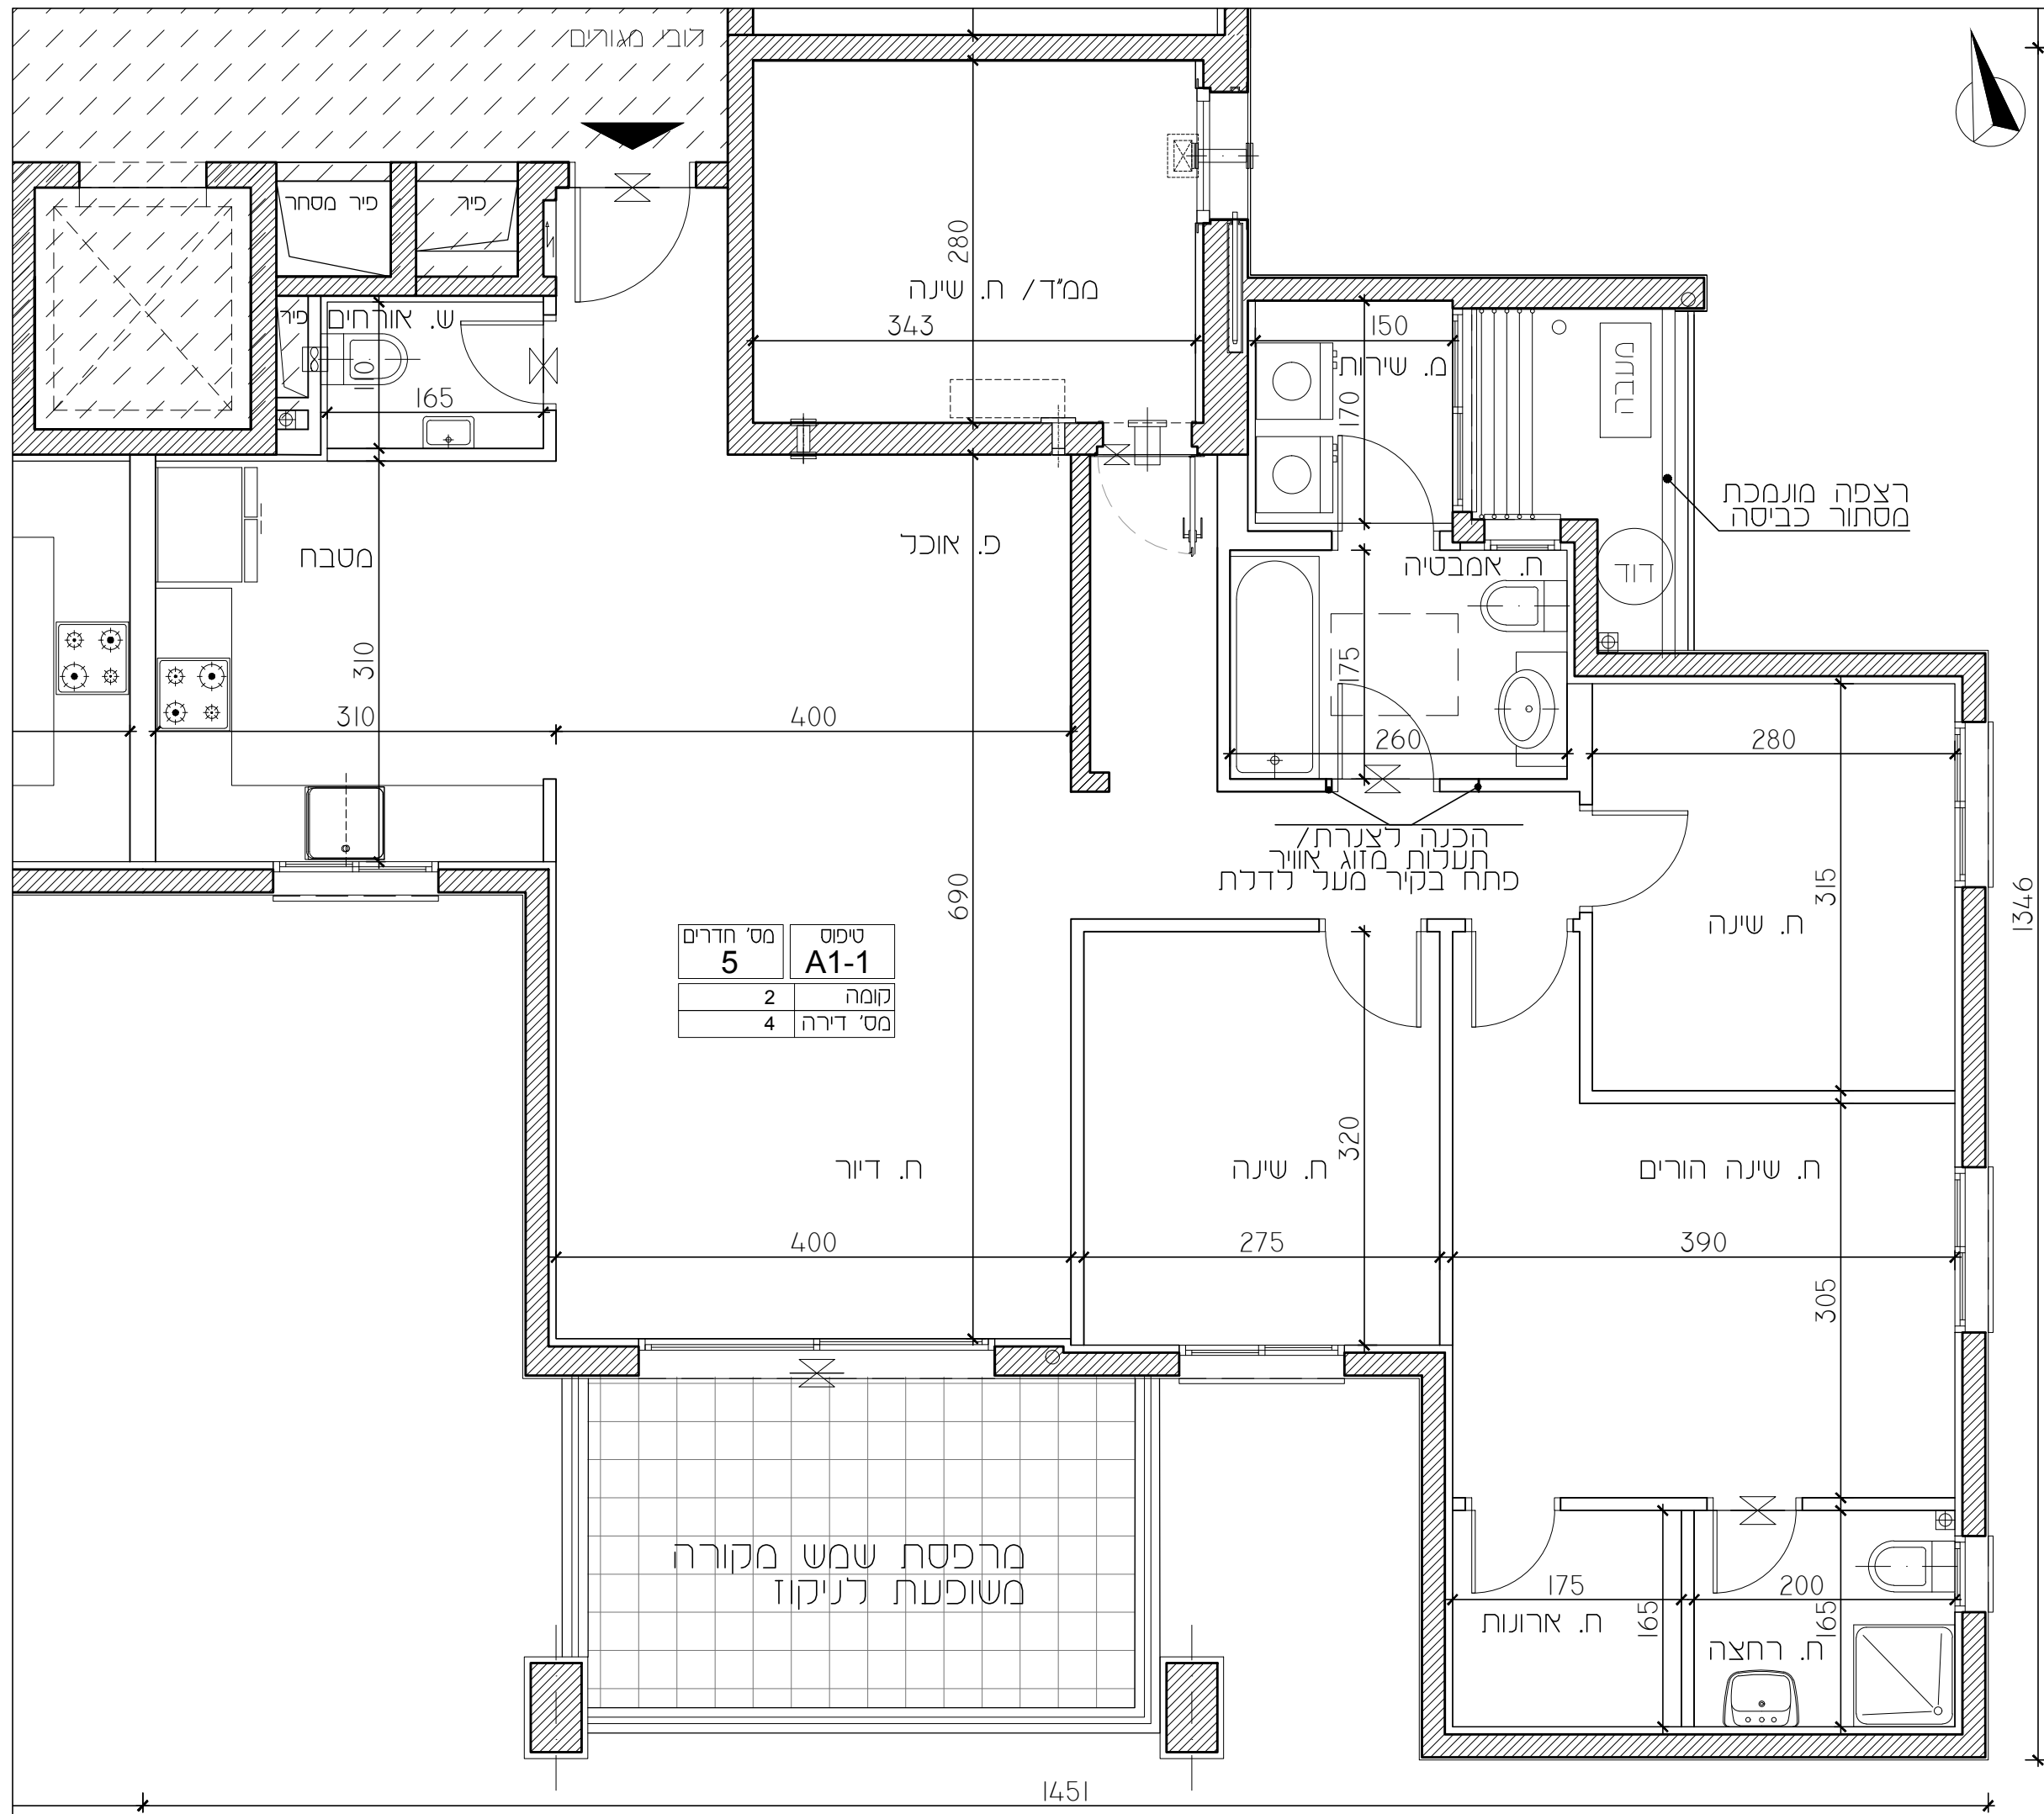 לובי מגורים
פיר מסחר
פיר
פיר
ש. אורחים
111
165
280
ממ"ד/ ח. שינה
343
150
מ. שירות
170
מעבה
רצפה מונמכת
מסתור כביסה
דוד
מטבח
פ. אוכל
ח. אמבטיה
310
175
310
400
260
280
הכנה לצנרת/
תעלות מזוג אוויר
פתח בקיר מעל לדלת
690
315
1346
ח. שינה
טיפוס
A1-1
מס' חדרים
5
קומה 2
מס' דירה 4
320
ח. דיור
ח. שינה
ח. שינה הורים
400
275
390
305
מרפסת שמש מקורה
משופעת לניקוז
175
200
165
165
ח. ארונות
ח. רחצה
1451